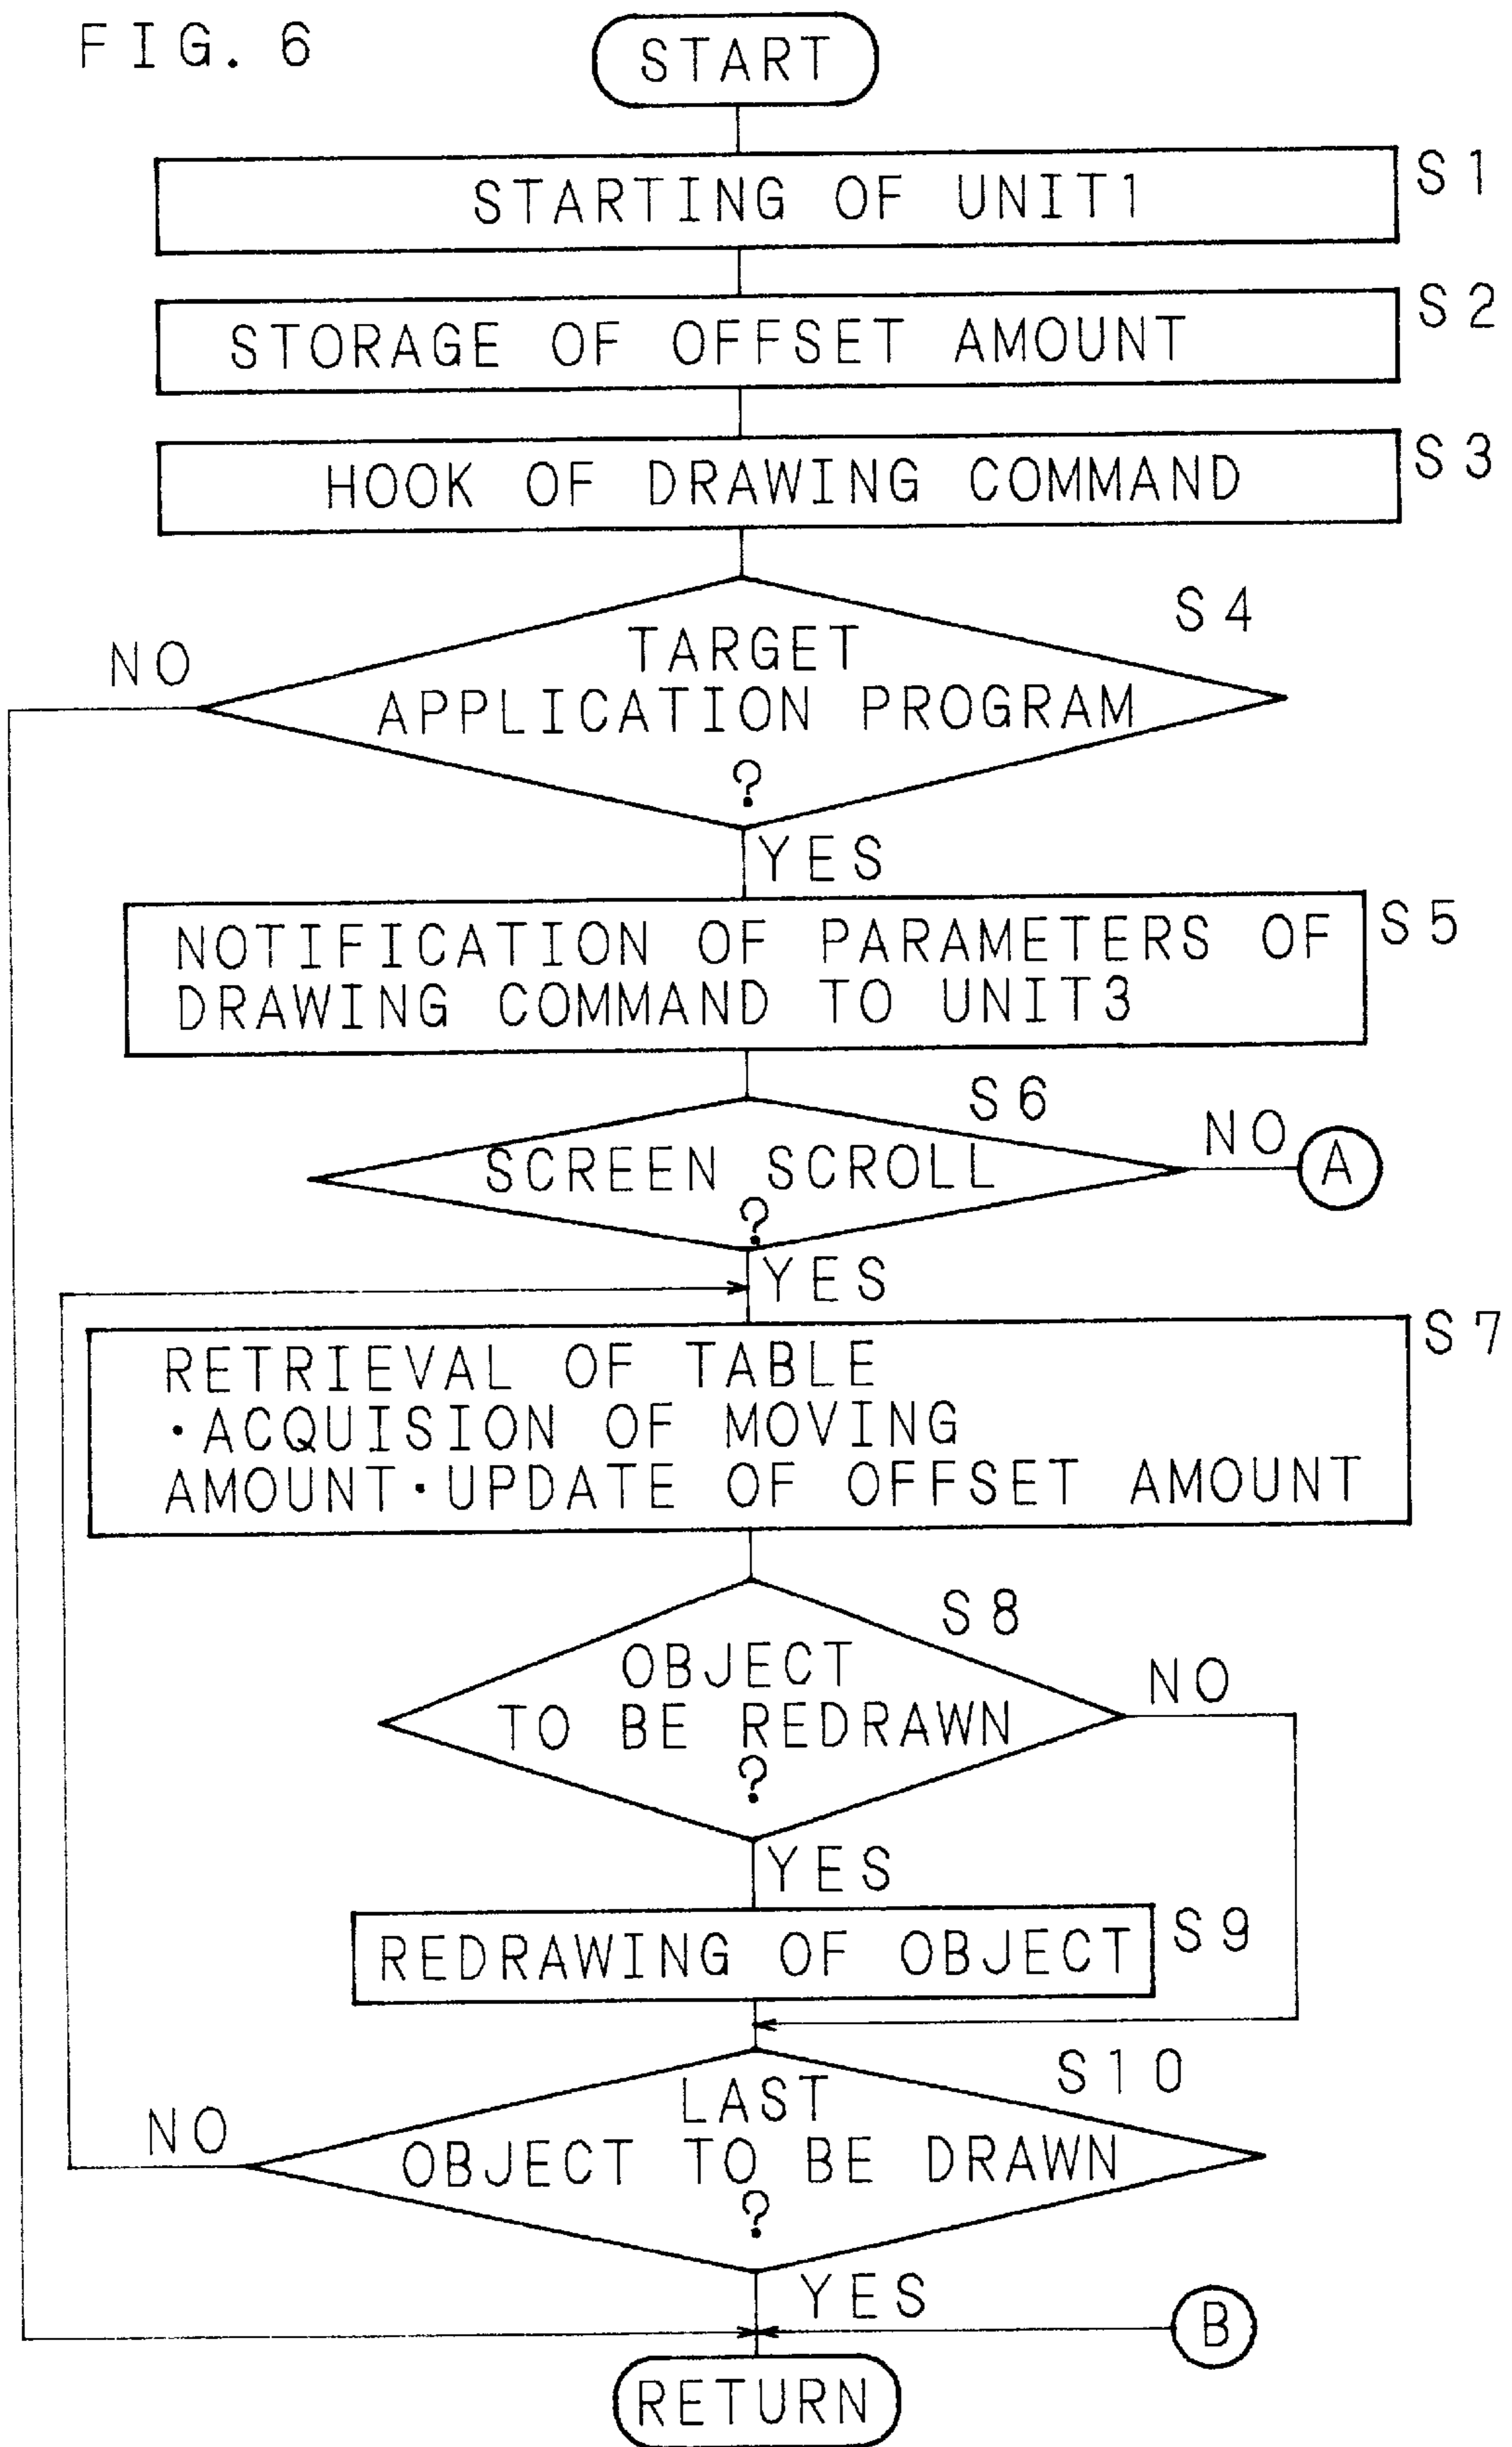 FIG. 6
START
STARTING OF UNIT1
S1
STORAGE OF OFFSET AMOUNT
S2
HOOK OF DRAWING COMMAND
S3
S4
NO
TARGET
APPLICATION PROGRAM
?
YES
NOTIFICATION OF PARAMETERS OF
DRAWING COMMAND TO UNIT3
S5
S6
SCREEN SCROLL
?
NO
A
YES
S7
RETRIEVAL OF TABLE
·ACQUISION OF MOVING
AMOUNT·UPDATE OF OFFSET AMOUNT
S8
OBJECT
TO BE REDRAWN
?
NO
YES
REDRAWING OF OBJECT
S9
S10
NO
LAST
OBJECT TO BE DRAWN
?
YES
B
RETURN